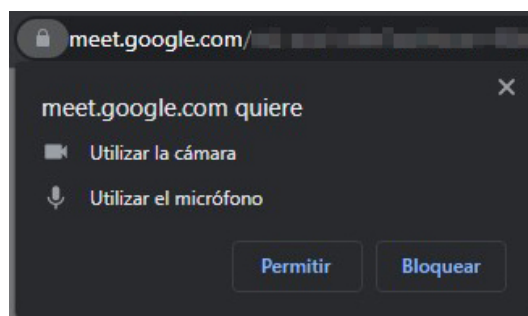 meet.google.com/
meet.google.com quiere
Utilizar la cámara
Utilizar el micrófono
Permitir
Bloquear